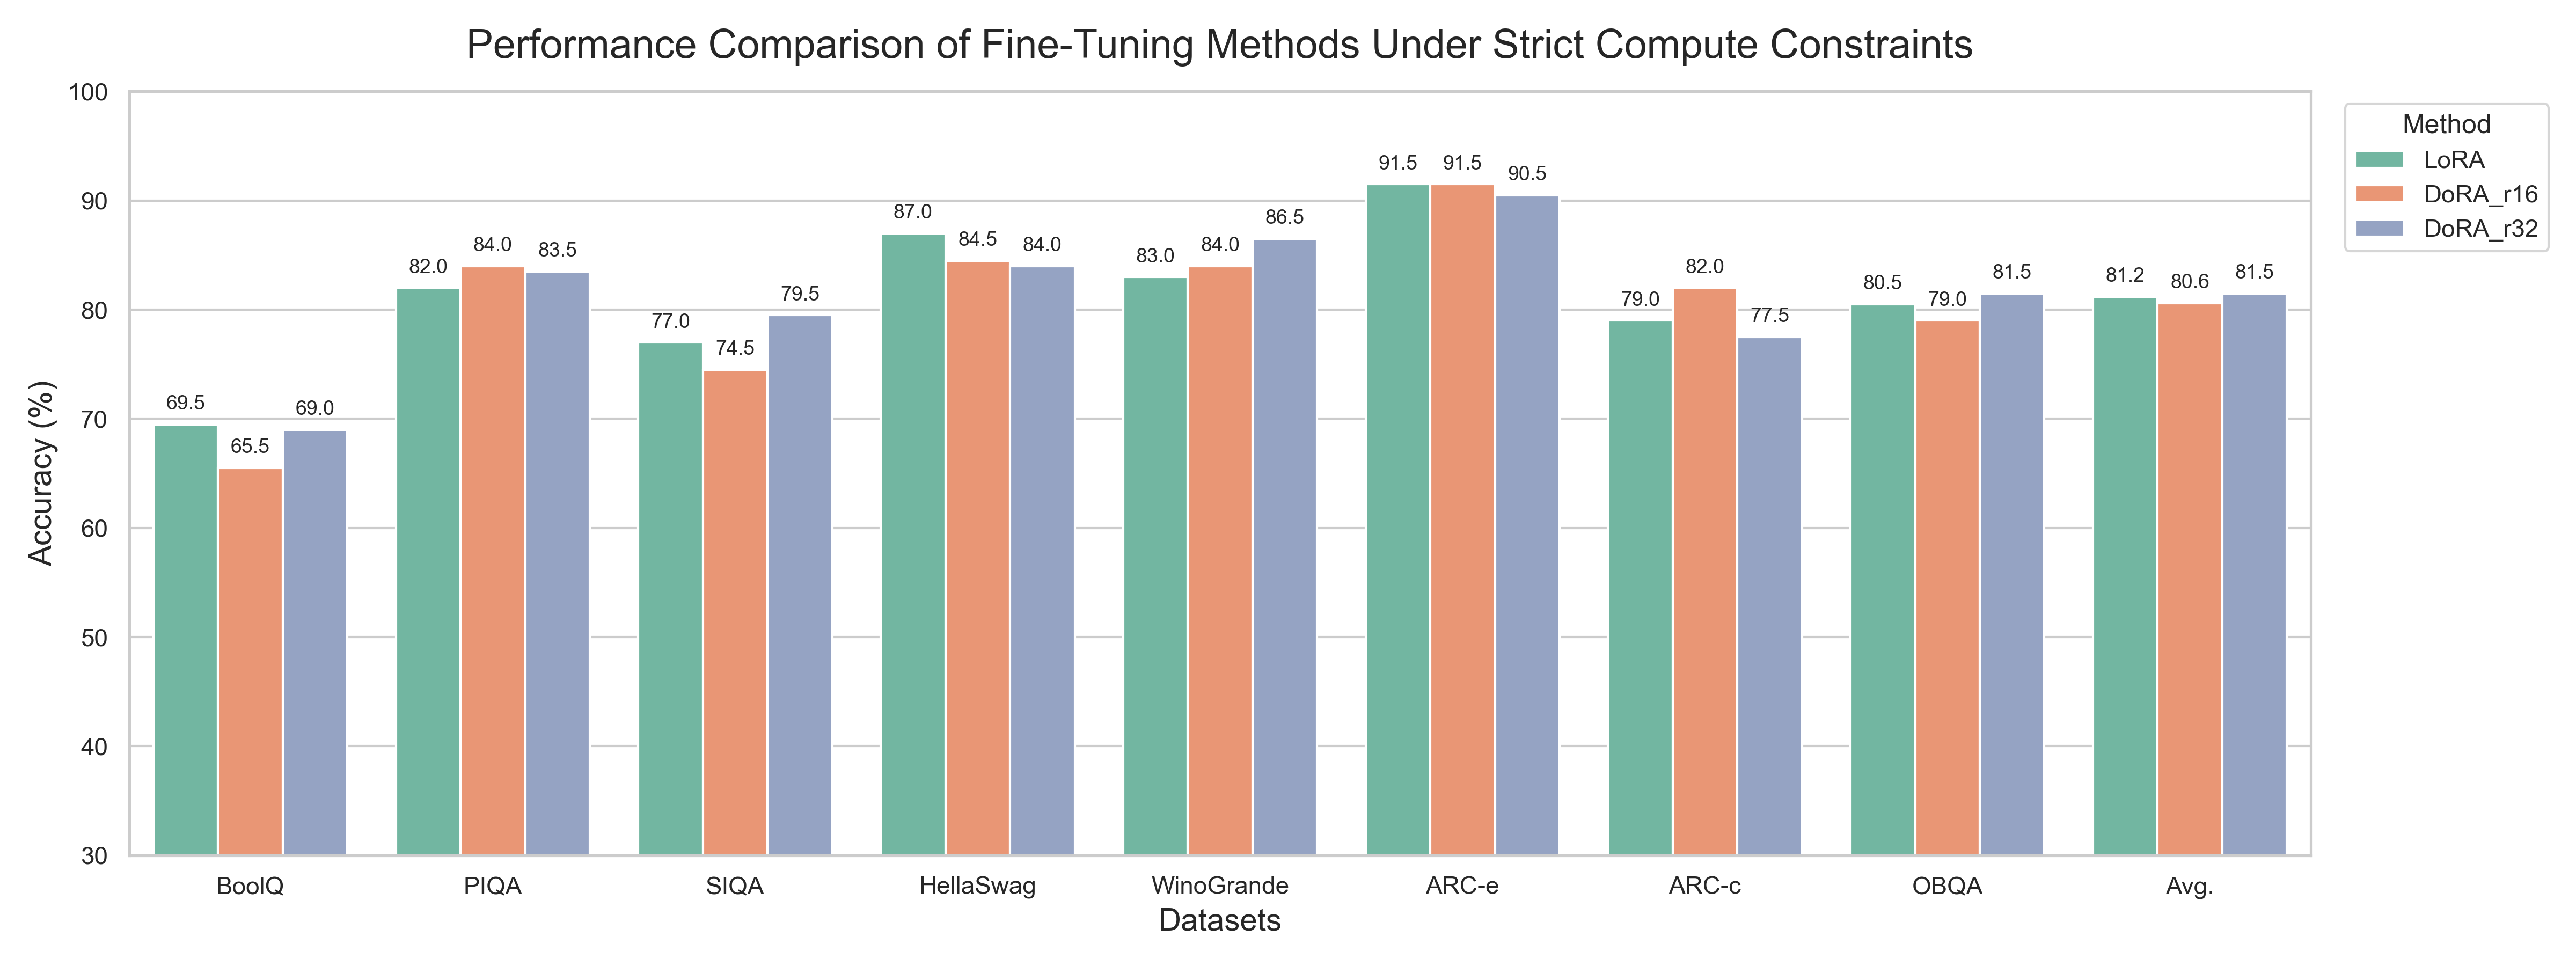 Performance Comparison of Fine-Tuning Methods Under Strict Compute Constraints
Accuracy (%)
100
90
80
70
60
50
40
30
69.5 65.5 69.0
82.0 84.0 83.5
77.0 74.5 79.5
87.0 84.5 84.0
83.0 84.0 86.5
91.5 91.5 90.5
79.0 82.0 77.5
80.5 79.0 81.5
81.2 80.6 81.5
BoolQ PIQA SIQA HellaSwag WinoGrande ARC-e ARC-c OBQA Avg.
Datasets
Method
LoRA
DoRA_r16
DoRA_r32